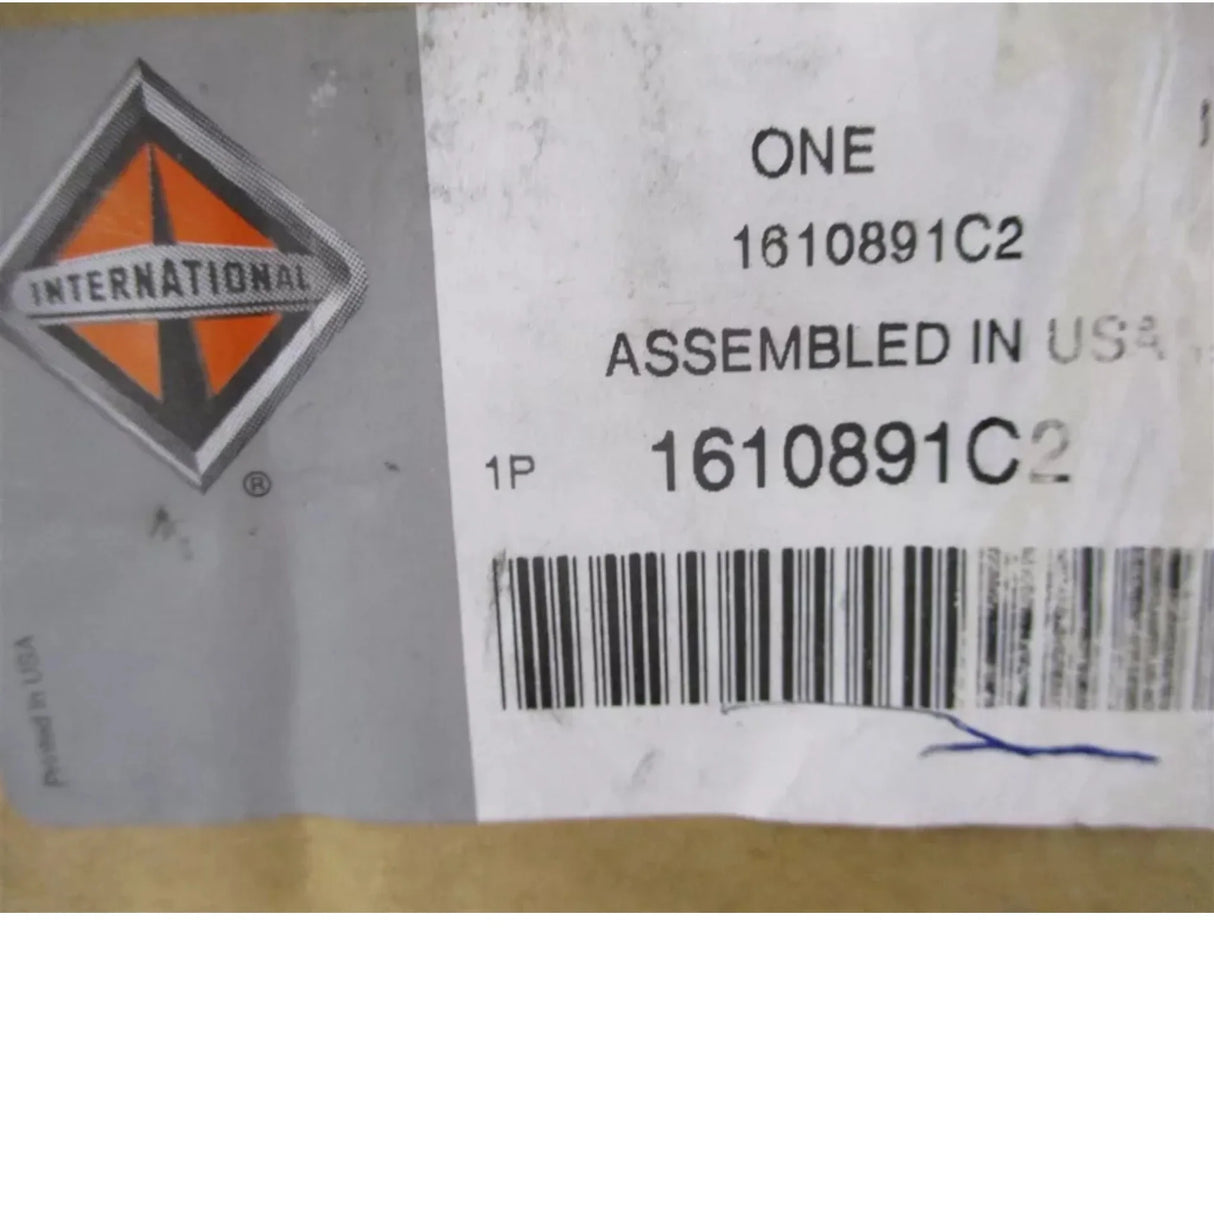 INTERNATIONAL
®
ONE
1610891C2
ASSEMBLED IN USA
1P 1610891C2
Printed in USA